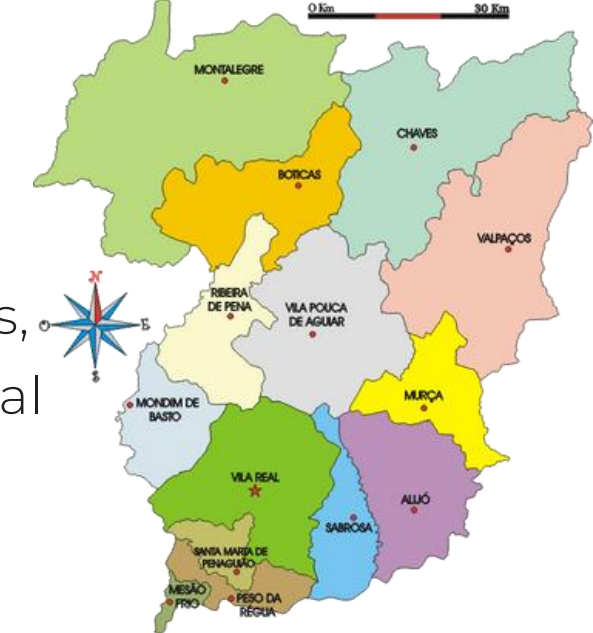 0 Km 30 Km
MONTALEGRE
CHAVES
BOTICAS
VALPAÇOS
N
O E
S
s,
al
RIBEIRA
DE PENA
VILA POUCA
DE AGUIAR
MONDIM DE
BASTO
MURÇA
VILA REAL
ALIJÓ
SABROSA
SANTA MARTA DE
PENAGUIÃO
MESÃO
FRIO
PESO DA
RÉGUA